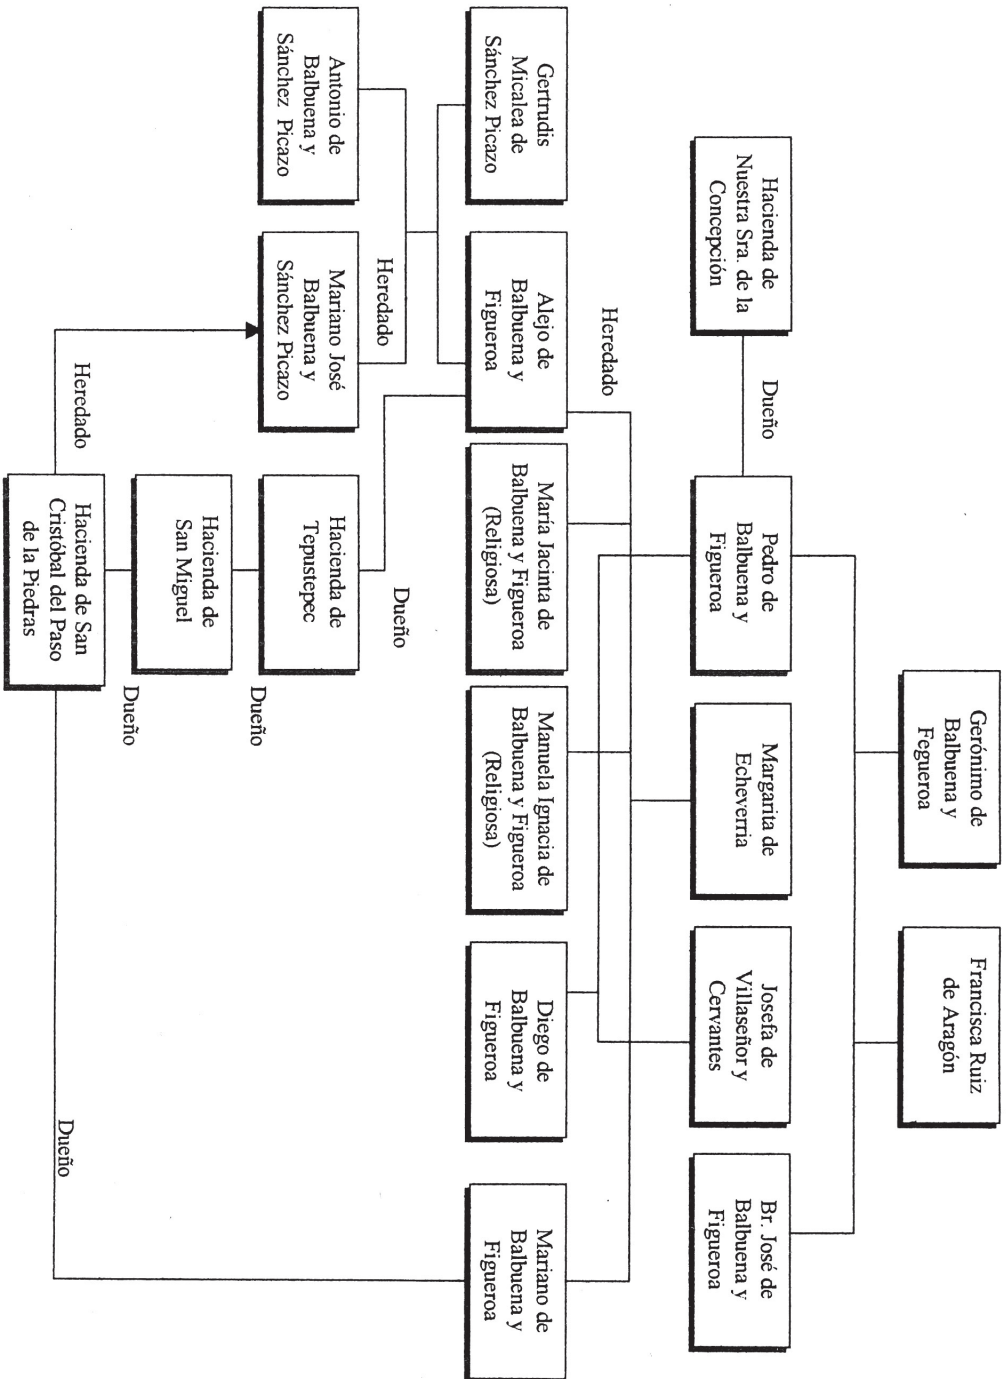 Gerónimo de
Balbuena y
Fegueroa
Francisca Ruiz
de Aragón
Hacienda de
Nuestra Sra. de la
Concepción
Dueño
Pedro de
Balbuena y
Figueroa
Margarita de
Echeverria
Josefa de
Villaseñor y
Cervantes
Br. José de
Balbuena y
Figueroa
Heredado
Gertrudis
Micalea de
Sánchez Picazo
Alejo de
Balbuena y
Figueroa
María Jacinta de
Balbuena y Figueroa
(Religiosa)
Manuela Ignacia de
Balbuena y Figueroa
(Religiosa)
Diego de
Balbuena y
Figueroa
Mariano de
Balbuena y
Figueroa
Heredado
Dueño
Antonio de
Balbuena y
Sánchez Picazo
Mariano José
Balbuena y
Sánchez Picazo
Hacienda de
Tepustepec
Dueño
Hacienda de
San Miguel
Dueño
Heredado
Hacienda de San
Cristóbal del Paso
de la Piedras
Dueño